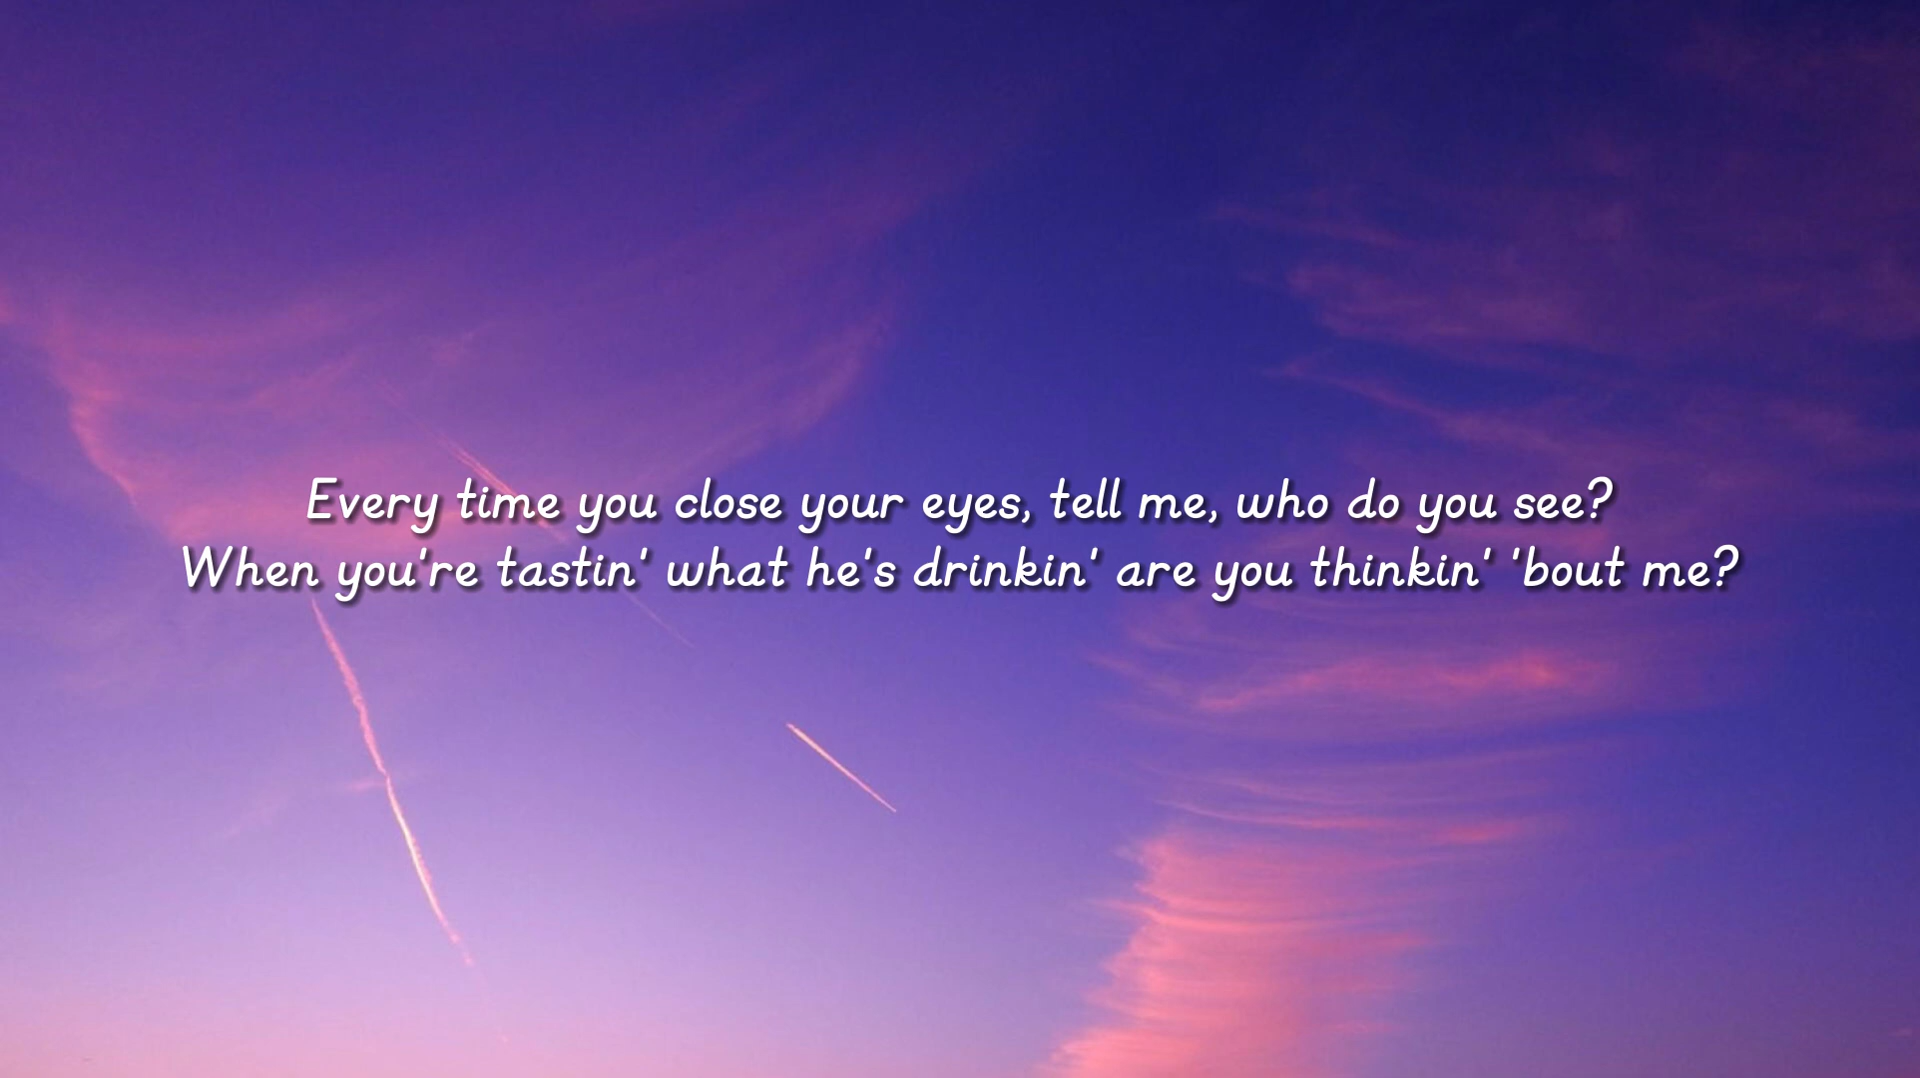 Every time you close your eyes, tell me, who do you see?
When you're tastin' what he's drinkin' are you thinkin' 'bout me?